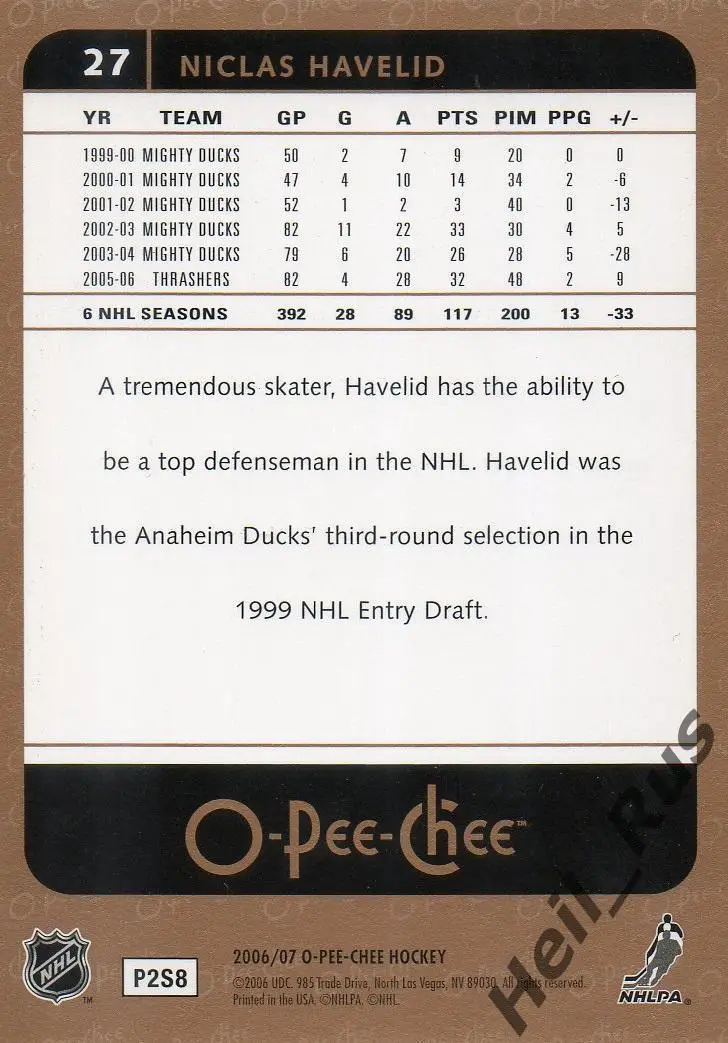 27 NICLAS HAVELID
YR TEAM GP G A PTS PIM PPG +/-
1999-00 MIGHTY DUCKS 50 2 7 9 20 0 0
2000-01 MIGHTY DUCKS 47 4 10 14 34 2 -6
2001-02 MIGHTY DUCKS 52 1 2 3 40 0 -13
2002-03 MIGHTY DUCKS 82 11 22 33 30 4 5
2003-04 MIGHTY DUCKS 79 6 20 26 28 5 -28
2005-06 THRASHERS 82 4 28 32 48 2 9
6 NHL SEASONS 392 28 89 117 200 13 -33
A tremendous skater, Havelid has the ability to
be a top defenseman in the NHL. Havelid was
the Anaheim Ducks' third-round selection in the
1999 NHL Entry Draft.
O-Pee-Chee™
NHL™
P2S8
2006/07 O-PEE-CHEE HOCKEY
©2006 UDC. 985 Trade Drive, North Las Vegas, NV 89030. All rights reserved.
Printed in the USA. ©NHLPA. ©NHL.
NHLPA®
Heil_Rus